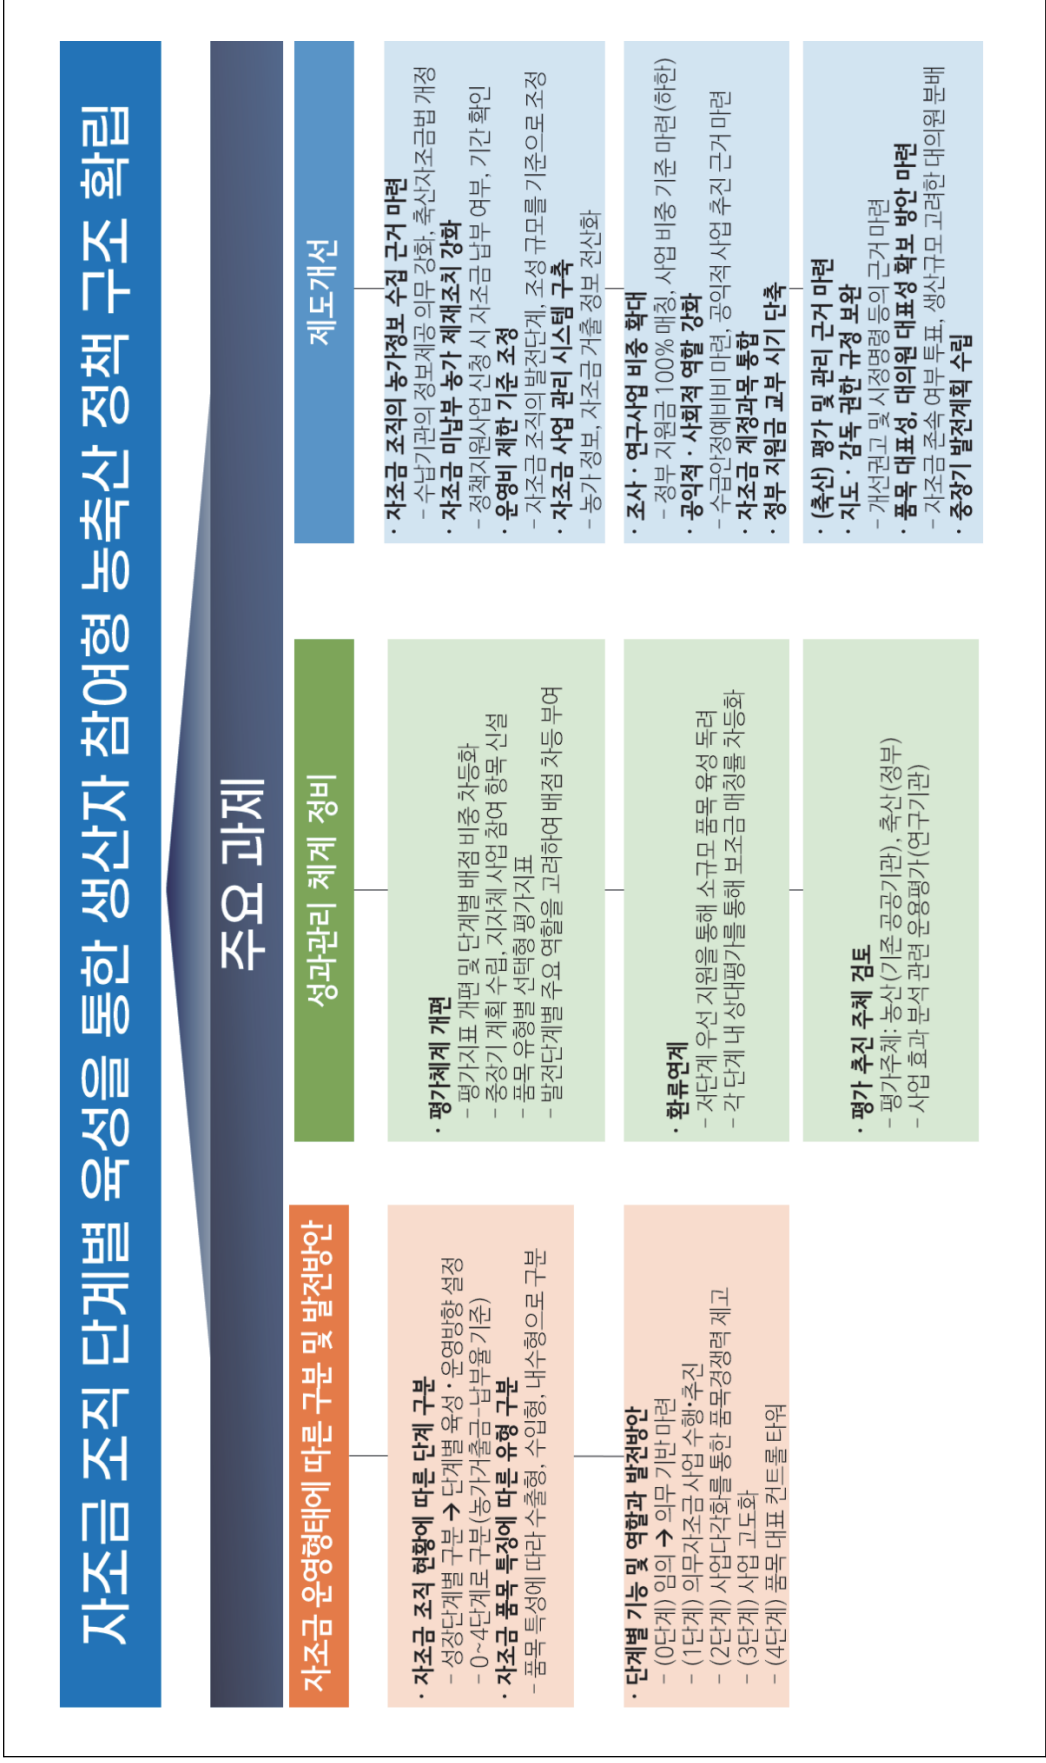 자조금 조직 단계별 육성을 통한 생산자 참여형 농축산 정책 구조 확립
주요 과제
자조금 운영형태에 따른 구분 및 발전방안
· 자조금 조직 현황에 따른 단계 구분
- 성장단계별 구분 → 단계별 육성·운영방향 설정
- 0~4단계로 구분(농가거출금-납부율 기준)
· 자조금 품목 특징에 따른 유형 구분
- 품목 특성에 따라 수출형, 수입형, 내수형으로 구분
· 단계별 기능 및 역할과 발전방안
- (0단계) 임의 → 의무 기반 마련
- (1단계) 의무자조금 사업 수행·추진
- (2단계) 사업다각화를 통한 품목경쟁력 제고
- (3단계) 사업 고도화
- (4단계) 품목 대표 컨트롤 타워
성과관리 체계 정비
· 평가체계 개편
- 평가지표 개편 및 단계별 배점 비중 차등화
- 중장기 계획 수립, 지자체 사업 참여 항목 신설
- 품목 유형별 선택형 평가지표
- 발전단계별 주요 역할을 고려하여 배점 차등 부여
· 환류연계
- 저단계 우선 지원을 통해 소규모 품목 육성 독려
- 각 단계 내 상대평가를 통해 보조금 매칭률 차등화
· 평가 추진 주체 검토
- 평가주체: 농산(기존 공공기관), 축산(정부)
- 사업 효과 분석 관련 운용평가(연구기관)
제도개선
· 자조금 조직의 농가정보 수집 근거 마련
- 수납기관의 정보제공 의무 강화, 축산자조금법 개정
· 자조금 미납부 농가 제재조치 강화
- 정책지원사업 신청 시 자조금 납부 여부, 기간 확인
· 운영비 제한 기준 조정
- 자조금 조직의 발전단계, 조성 규모를 기준으로 조정
· 자조금 사업 관리 시스템 구축
- 농가 정보, 자조금 거출 정보 전산화
· 조사·연구사업 비중 확대
- 정부 지원금 100% 매칭, 사업 비중 기준 마련(하한)
· 공익적·사회적 역할 강화
- 수급안정예비비 마련, 공익적 사업 추진 근거 마련
· 자조금 계정과목 통합
· 정부 지원금 교부 시기 단축
· (축산) 평가 및 관리 근거 마련
· 지도·감독 권한 규정 보완
- 개선권고 및 시정명령 등의 근거 마련
· 품목 대표성, 대의원 대표성 확보 방안 마련
- 자조금 존속 여부 투표, 생산규모 고려한 대의원 분배
· 중장기 발전계획 수립